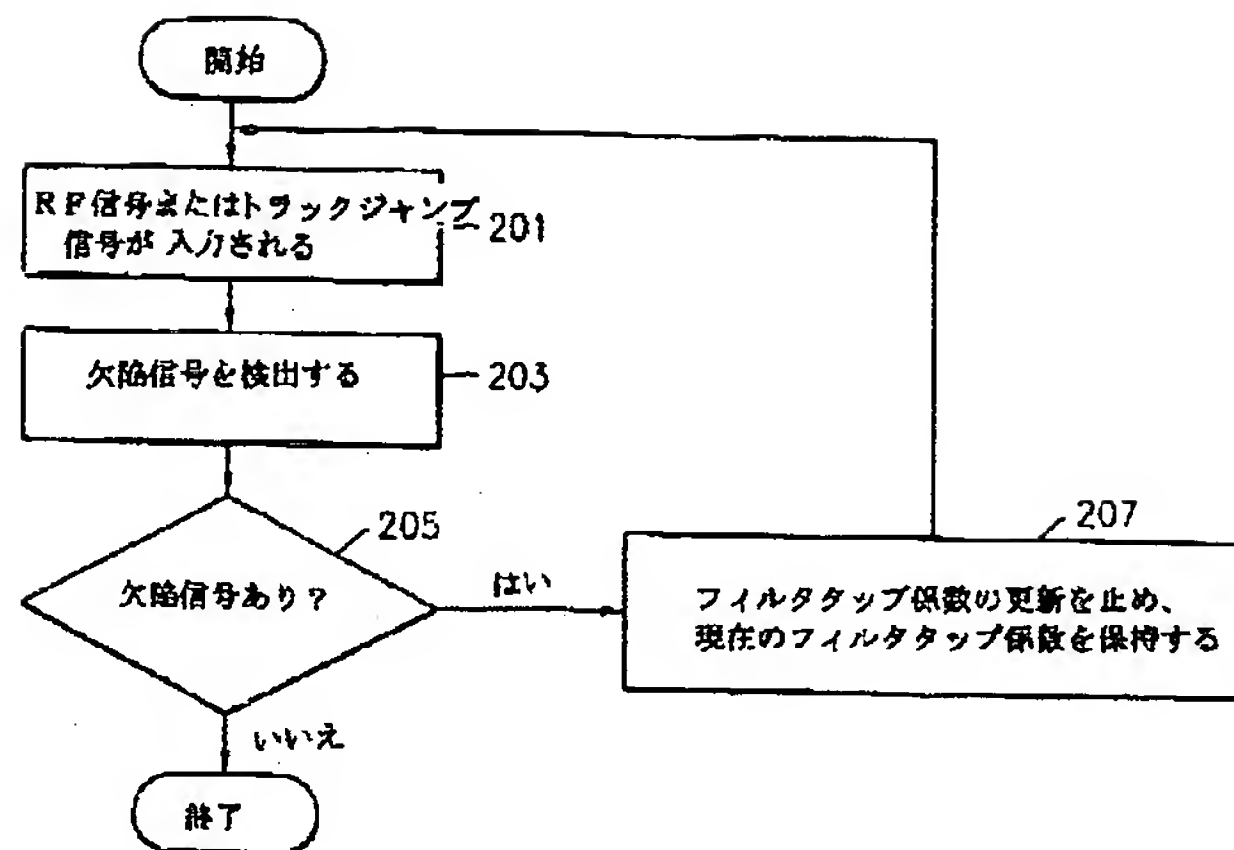 開始
RF信号またはトラックジャンプ
信号が入力される
201
欠陥信号を検出する
203
205
欠陥信号あり?
はい
207
フィルタタップ係数の更新を止め、
現在のフィルタタップ係数を保持する
いいえ
終了